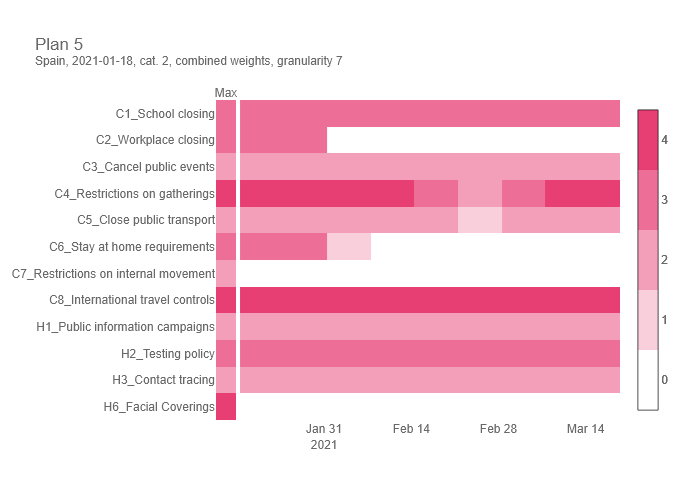 Plan 5
Spain, 2021-01-18, cat. 2, combined weights, granularity 7
Max
C1_School closing
C2_Workplace closing
C3_Cancel public events
C4_Restrictions on gatherings
C5_Close public transport
C6_Stay at home requirements
C7_Restrictions on internal movement
C8_International travel controls
H1_Public information campaigns
H2_Testing policy
H3_Contact tracing
H6_Facial Coverings
Jan 31 Feb 14 Feb 28 Mar 14
2021
4
3
2
1
0